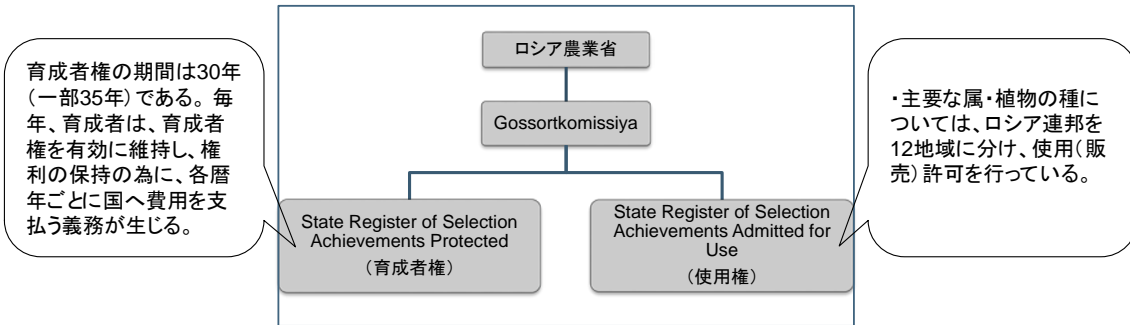 ロシア農業省
Gossortkomissiya
育成者権の期間は30年
（一部35年）である。毎
年、育成者は、育成者
権を有効に維持し、権
利の保持の為に、各暦
年ごとに国へ費用を支
払う義務が生じる。
State Register of Selection
Achievements Protected
（育成者権）
State Register of Selection
Achievements Admitted for
Use
（使用権）
・主要な属・植物の種に
ついては、ロシア連邦を
12地域に分け、使用（販
売）許可を行っている。